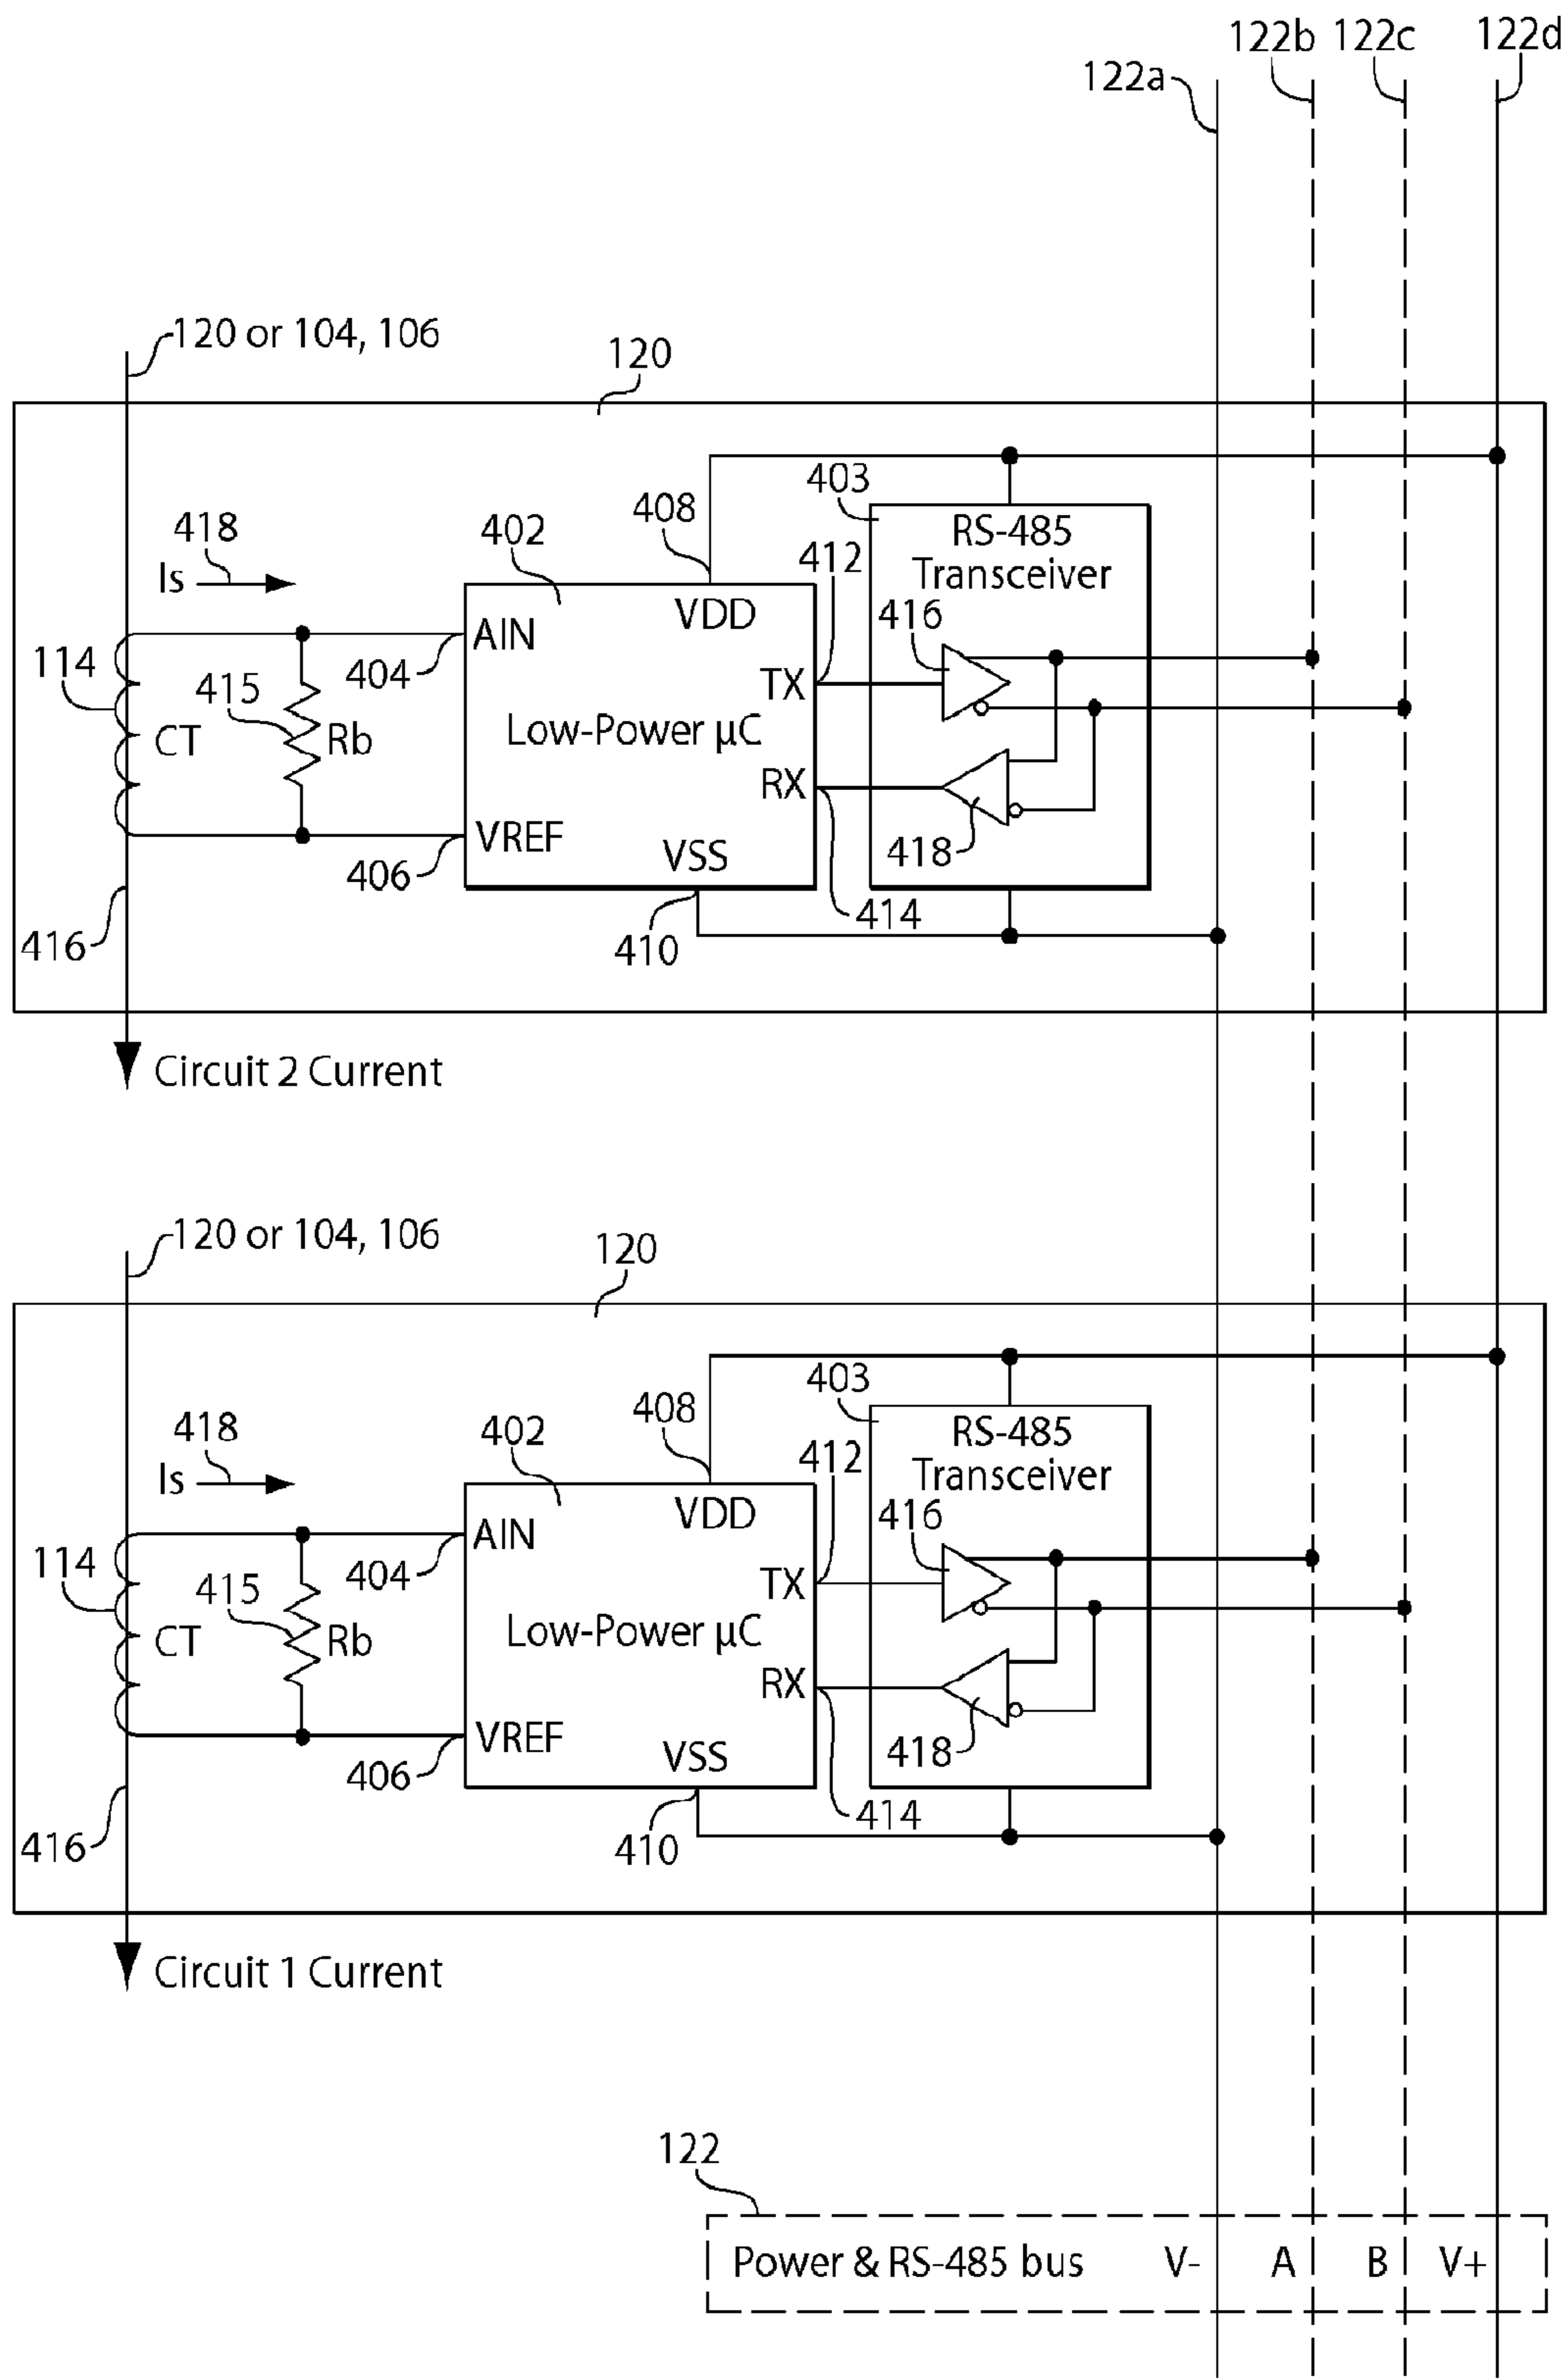 122b 122c 122d
122a
120 or 104, 106
120
403
RS-485
Transceiver
418
Is
402
408
412
416
AIN
VDD
404
TX
114
415
CT
Rb
Low-Power µC
RX
VREF
VSS
418
406
414
416
410
Circuit 2 Current
120 or 104, 106
120
403
RS-485
Transceiver
418
Is
402
408
412
416
AIN
VDD
404
TX
114
415
CT
Rb
Low-Power µC
RX
VREF
VSS
418
406
414
416
410
Circuit 1 Current
122
Power & RS-485 bus V- A B V+